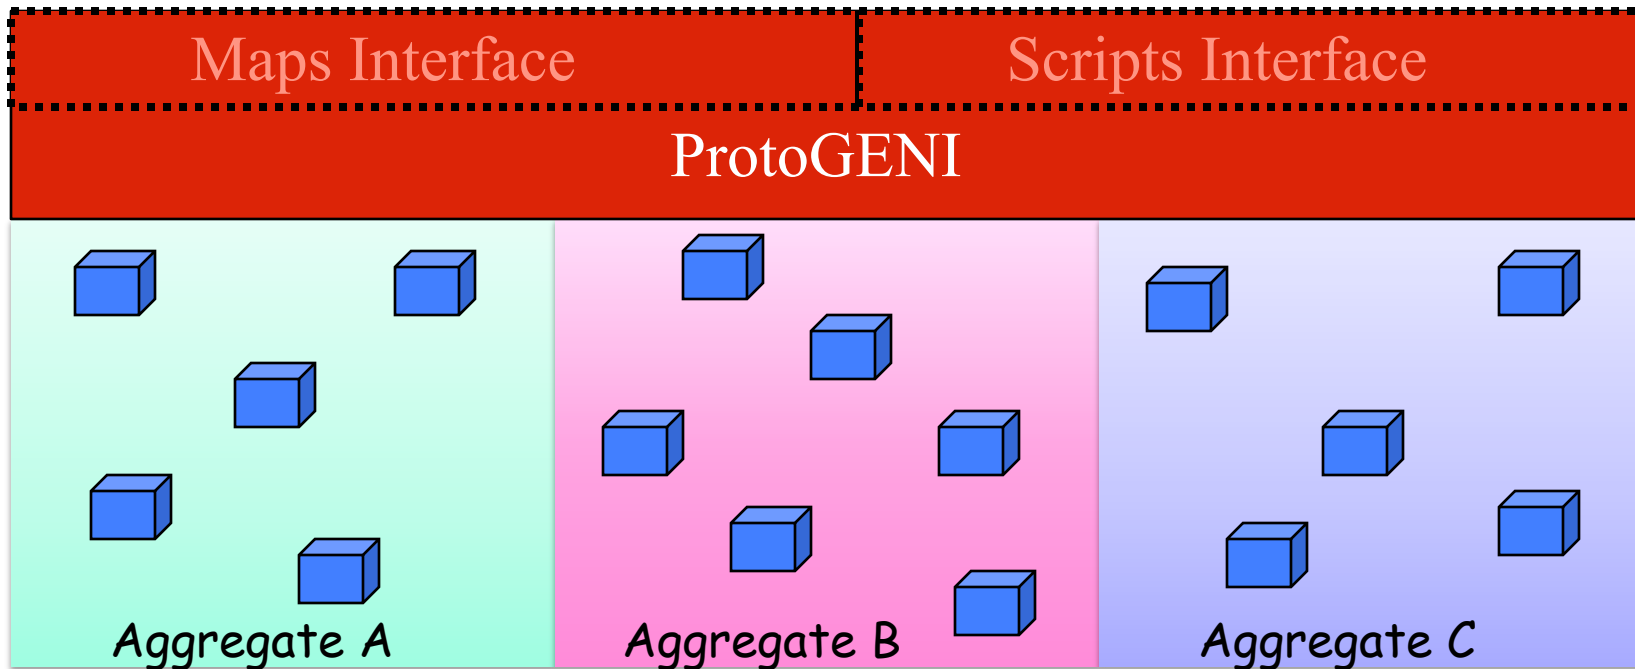 Maps Interface
Scripts Interface
ProtoGENI
Aggregate A
Aggregate B
Aggregate C